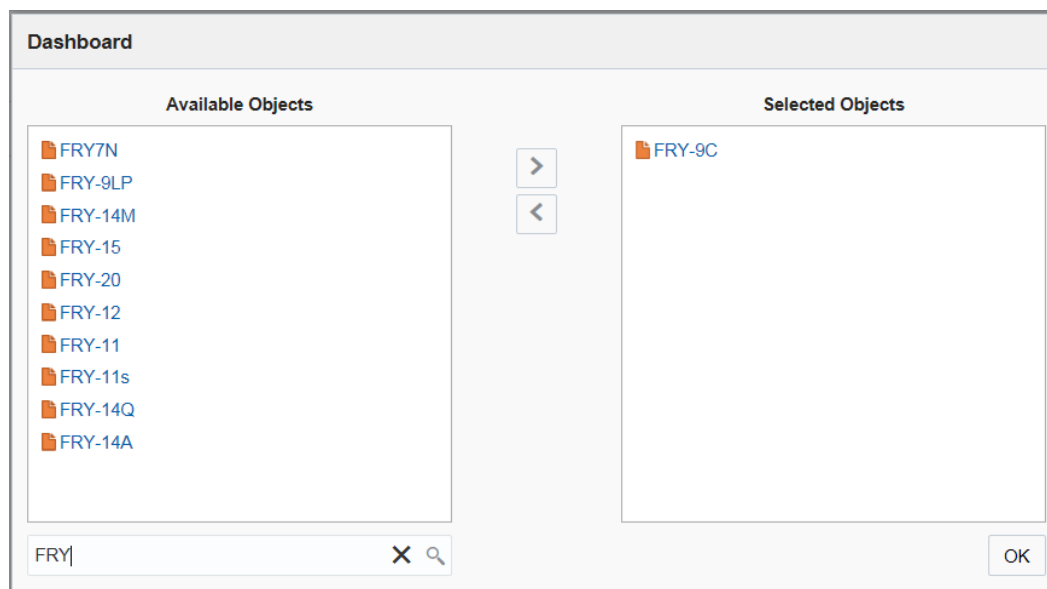 Dashboard
Available Objects
FRY7N
FRY-9LP
FRY-14M
FRY-15
FRY-20
FRY-12
FRY-11
FRY-11s
FRY-14Q
FRY-14A
FRY
Selected Objects
FRY-9C
OK